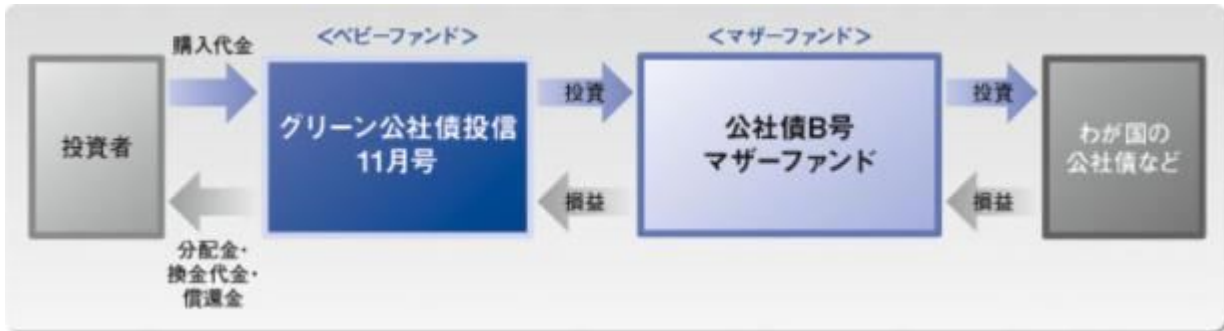 購入代金
<ベビーファンド>
<マザーファンド>
投資者
グリーン公社債投信
11月号
投資
公社債B号
マザーファンド
投資
わが国の
公社債など
損益
損益
分配金・
換金代金・
償還金